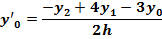 y'₀ = (-y₂ + 4y₁ - 3y₀) / 2h